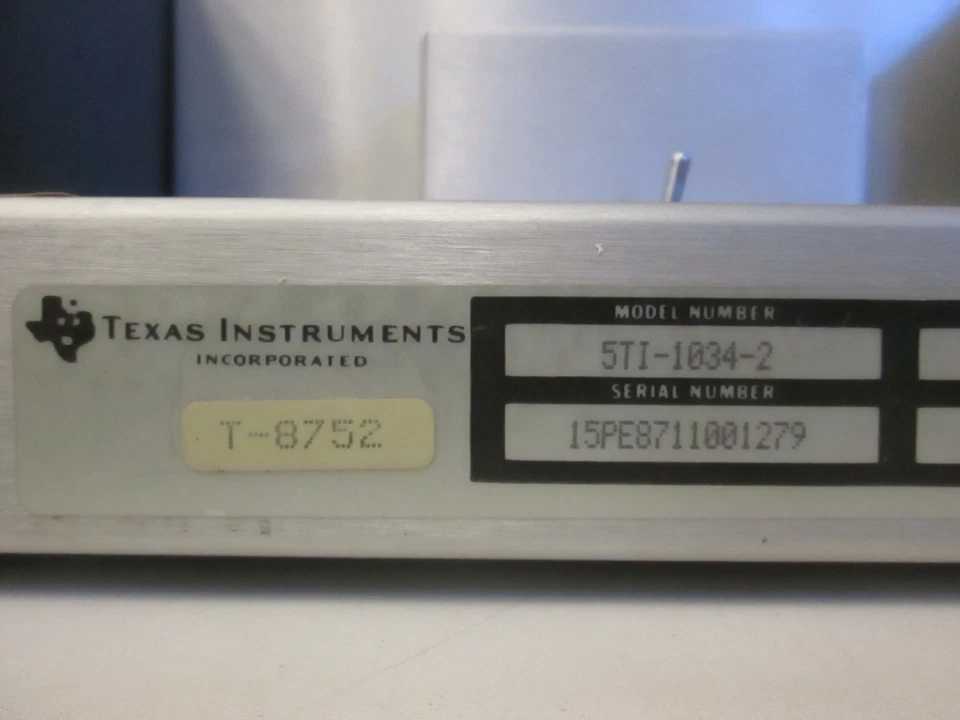 TEXAS INSTRUMENTS
INCORPORATED
T-8752
MODEL NUMBER
5TI-1034-2
SERIAL NUMBER
15PE8711001279